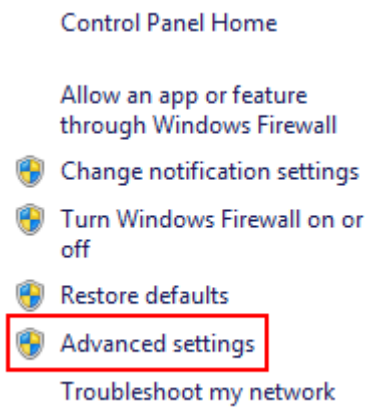 Control Panel Home
Allow an app or feature
through Windows Firewall
Change notification settings
Turn Windows Firewall on or
off
Restore defaults
Advanced settings
Troubleshoot my network